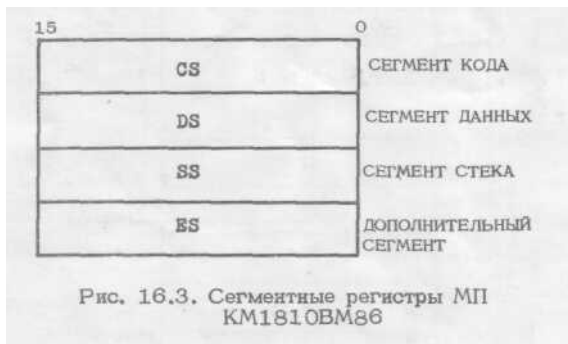 15 0
CS СЕГМЕНТ КОДА
DS СЕГМЕНТ ДАННЫХ
SS СЕГМЕНТ СТЕКА
ES ДОПОЛНИТЕЛЬНЫЙ
СЕГМЕНТ
Рис. 16.3. Сегментные регистры МП
КМ1810ВМ86